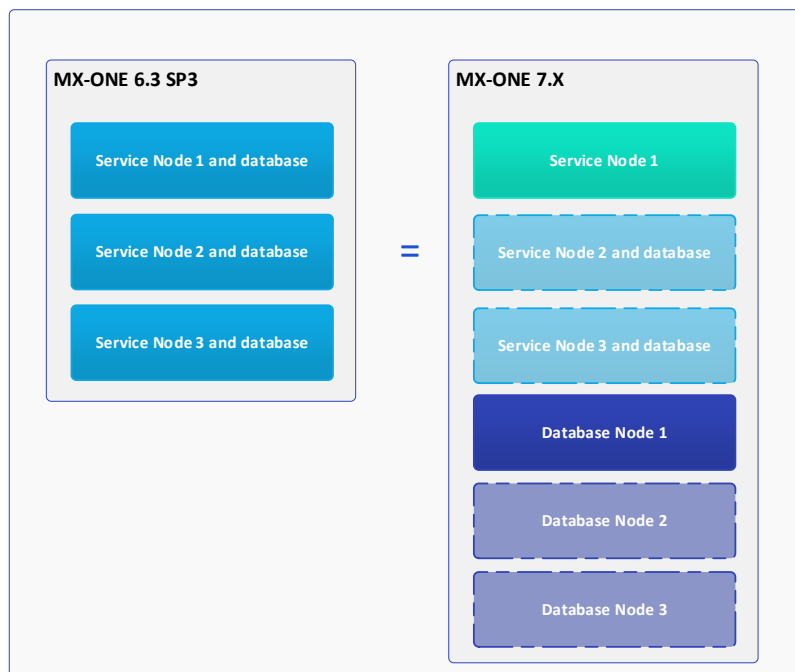 MX-ONE 6.3 SP3
Service Node 1 and database
Service Node 2 and database
Service Node 3 and database
=
MX-ONE 7.X
Service Node 1
Service Node 2 and database
Service Node 3 and database
Database Node 1
Database Node 2
Database Node 3